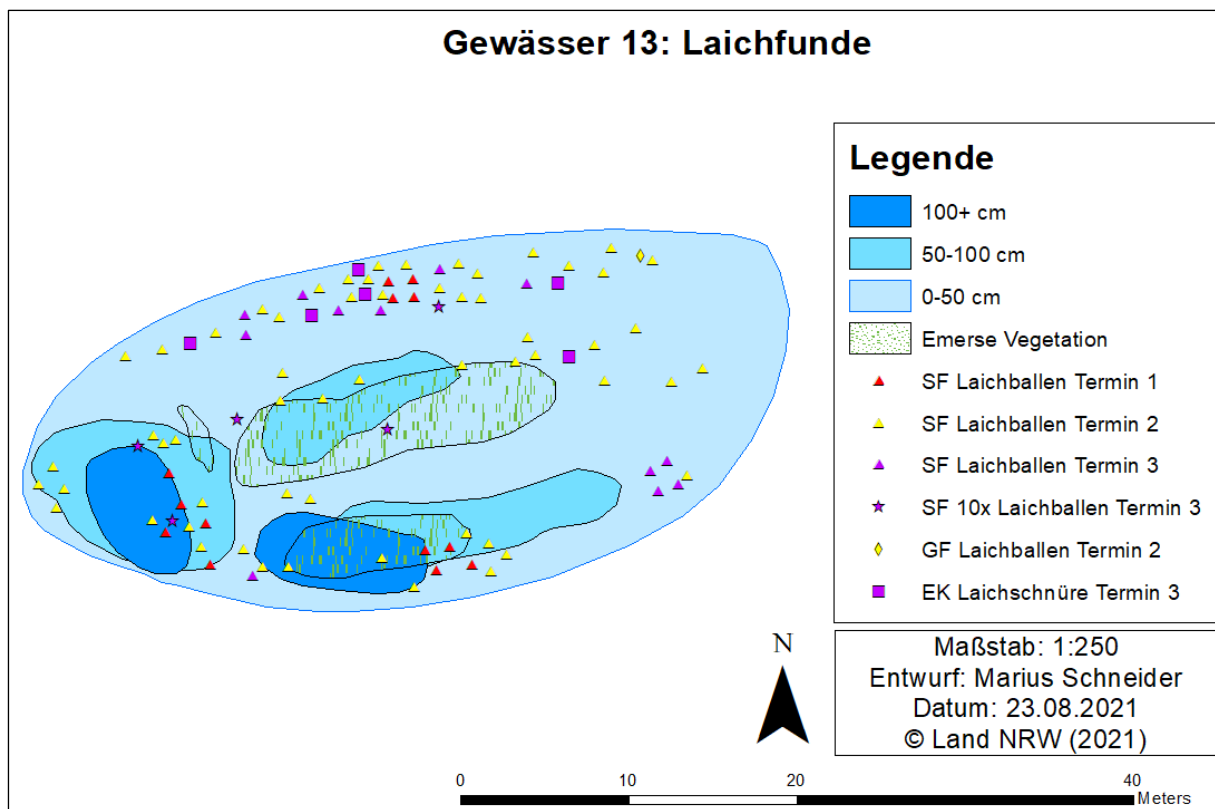 Gewässer 13: Laichfunde
Legende
100+ cm
50-100 cm
0-50 cm
Emerse Vegetation
SF Laichballen Termin 1
SF Laichballen Termin 2
SF Laichballen Termin 3
SF 10x Laichballen Termin 3
GF Laichballen Termin 2
EK Laichschnüre Termin 3
Maßstab: 1:250
Entwurf: Marius Schneider
Datum: 23.08.2021
© Land NRW (2021)
N
0 10 20 40
Meters